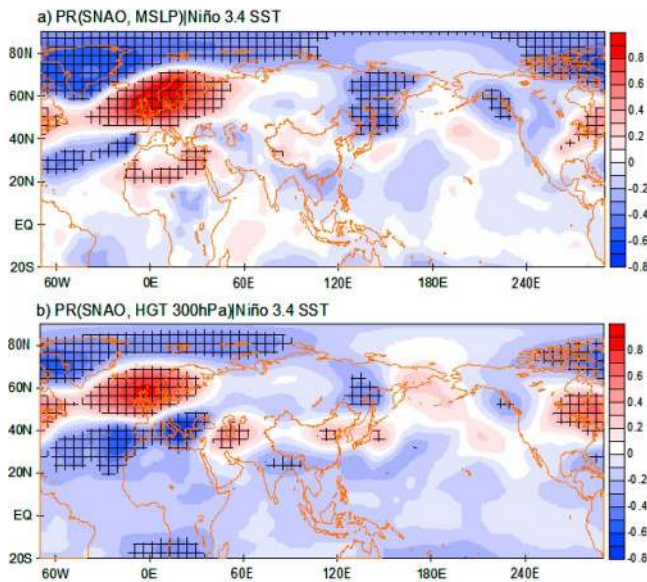 a) PR(SNAO, MSLP)|Niño 3.4 SST
80N
60N
40N
20N
EQ
20S
60W 0E 60E 120E 180E 240E
0.8
0.6
0.4
0.2
0
-0.2
-0.4
-0.6
-0.8
b) PR(SNAO, HGT 300hPa)|Niño 3.4 SST
80N
60N
40N
20N
EQ
20S
60W 0E 60E 120E 180E 240E
0.8
0.6
0.4
0.2
0
-0.2
-0.4
-0.6
-0.8